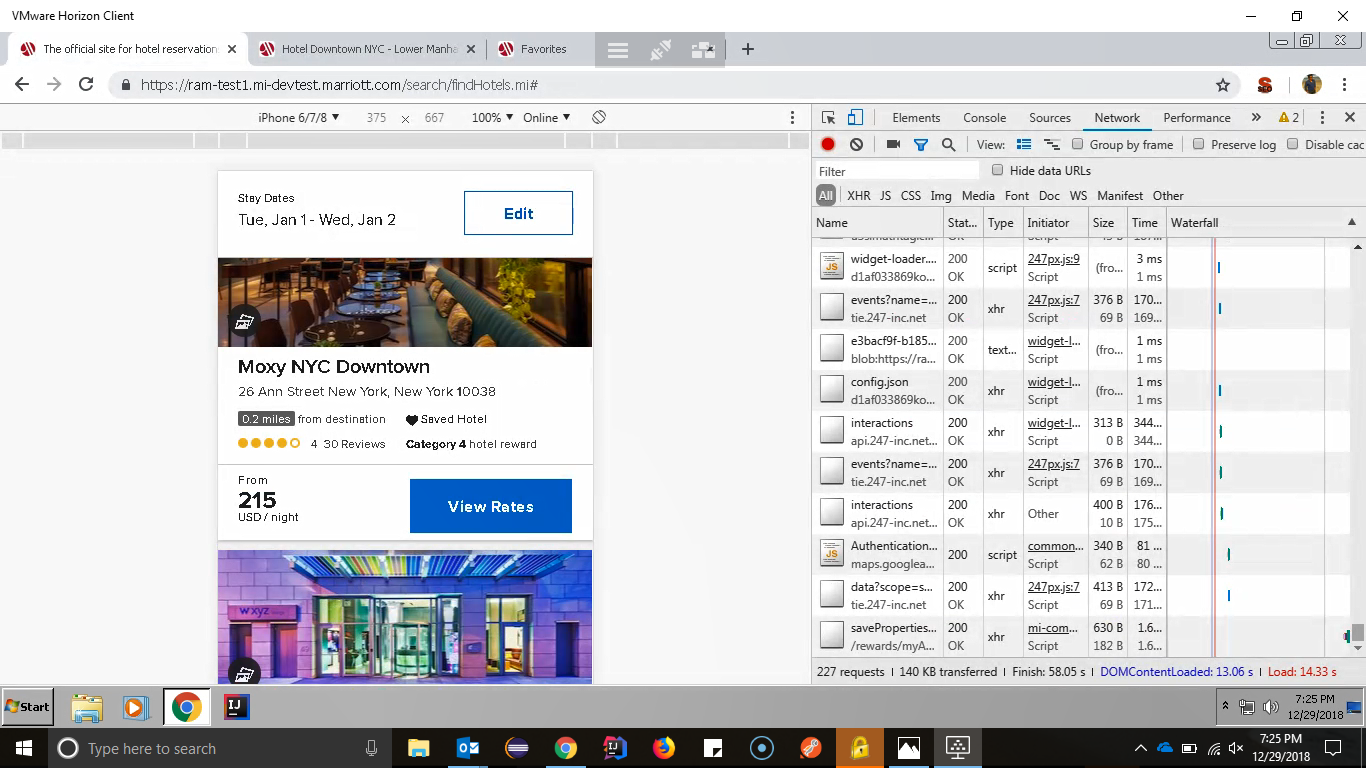 VMware Horizon Client
The official site for hotel reservation
Hotel Downtown NYC - Lower Manha
Favorites
https://ram-test1.mi-devtest.marriott.com/search/findHotels.mi#
iPhone 6/7/8 ▼ 375 × 667 100% ▼ Online ▼
Elements Console Sources Network Performance » 2
View: Group by frame Preserve log Disable cac
Filter Hide data URLs
All XHR JS CSS Img Media Font Doc WS Manifest Other
Name Stat... Type Initiator Size Time Waterfall
OK Script
widget-loader.... 200 script 247px.js:9 (fro... 3 ms
d1af033869ko... OK Script 1 ms
events?name=... 200 xhr 247px.js:7 376 B 170...
tie.247-inc.net OK Script 69 B 169...
e3bacf9f-b185... 200 text... widget-l... (fro... 1 ms
blob:https://ra... OK Script 1 ms
config.json 200 xhr widget-l... (fro... 1 ms
d1af033869ko... OK Script 1 ms
interactions 200 xhr widget-l... 313 B 344...
api.247-inc.net... OK Script 0 B 344...
events?name=... 200 xhr 247px.js:7 376 B 170...
tie.247-inc.net OK Script 69 B 169...
interactions 200 xhr Other 400 B 176...
api.247-inc.net... OK 10 B 175...
Authentication... 200 script common... 340 B 81 ...
maps.googlea... Script 62 B 80 ...
data?scope=s... 200 xhr 247px.js:7 413 B 172...
tie.247-inc.net OK Script 69 B 171...
saveProperties... 200 xhr mi-com... 630 B 1.6...
/rewards/myA... OK Script 182 B 1.6...
227 requests | 140 KB transferred | Finish: 58.05 s | DOMContentLoaded: 13.06 s | Load: 14.33 s
Stay Dates
Tue, Jan 1 - Wed, Jan 2
Edit
Moxy NYC Downtown
26 Ann Street New York, New York 10038
0.2 miles from destination Saved Hotel
4 30 Reviews Category 4 hotel reward
From
215
USD / night
View Rates
wxyz
Start
7:25 PM
12/29/2018
Type here to search
7:25 PM
12/29/2018